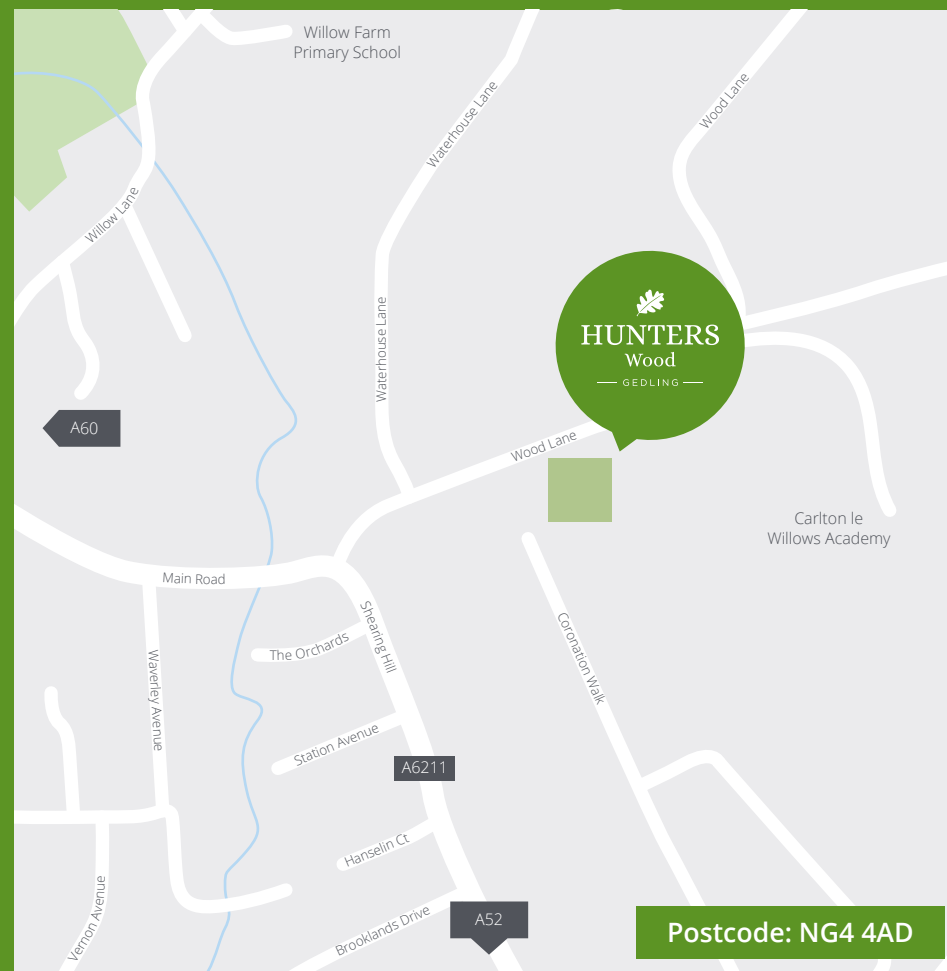 Willow Farm
Primary School
Waterhouse Lane
Wood Lane
Willow Lane
Waterhouse Lane
HUNTERS
Wood
GEDLING
A60
Wood Lane
Carlton le
Willows Academy
Main Road
Shearing Hill
The Orchards
Coronation Walk
Waverley Avenue
Station Avenue
A6211
Hanselin Ct
Vernon Avenue
Brooklands Drive
A52
Postcode: NG4 4AD